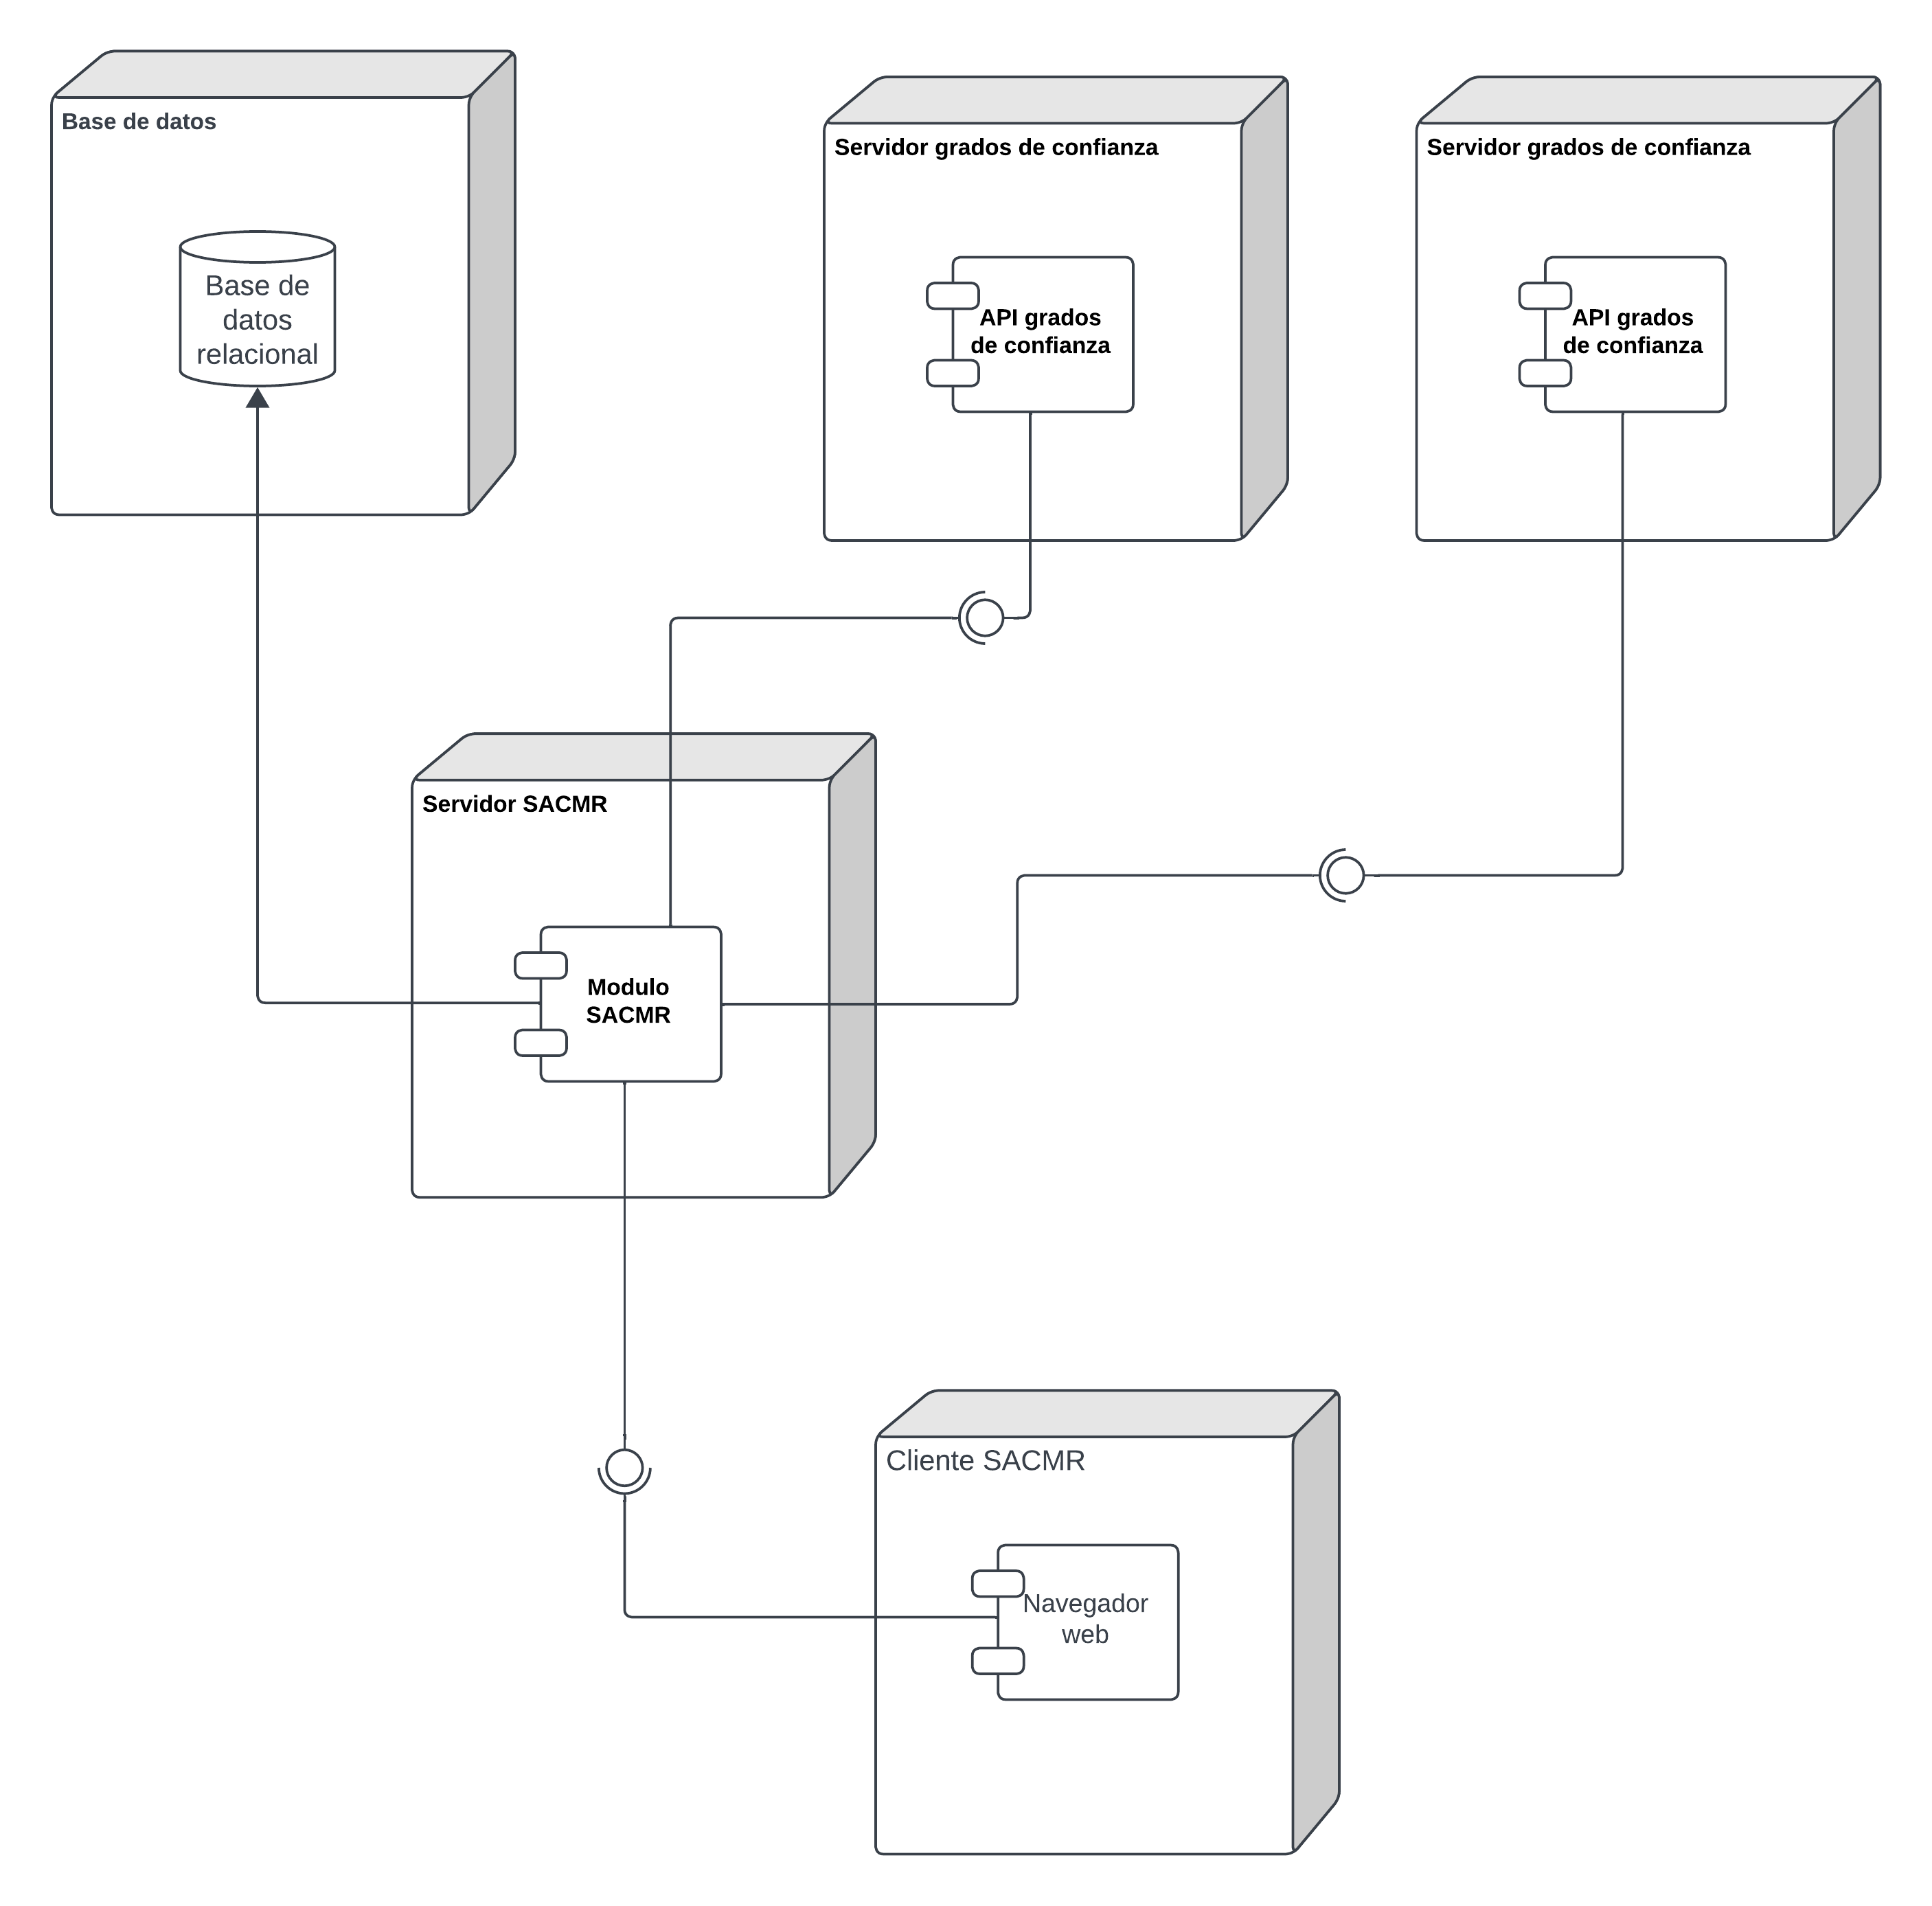 Base de datos
Base de
datos
relacional
Servidor grados de confianza
API grados
de confianza
Servidor grados de confianza
API grados
de confianza
Servidor SACMR
Modulo
SACMR
Cliente SACMR
Navegador
web